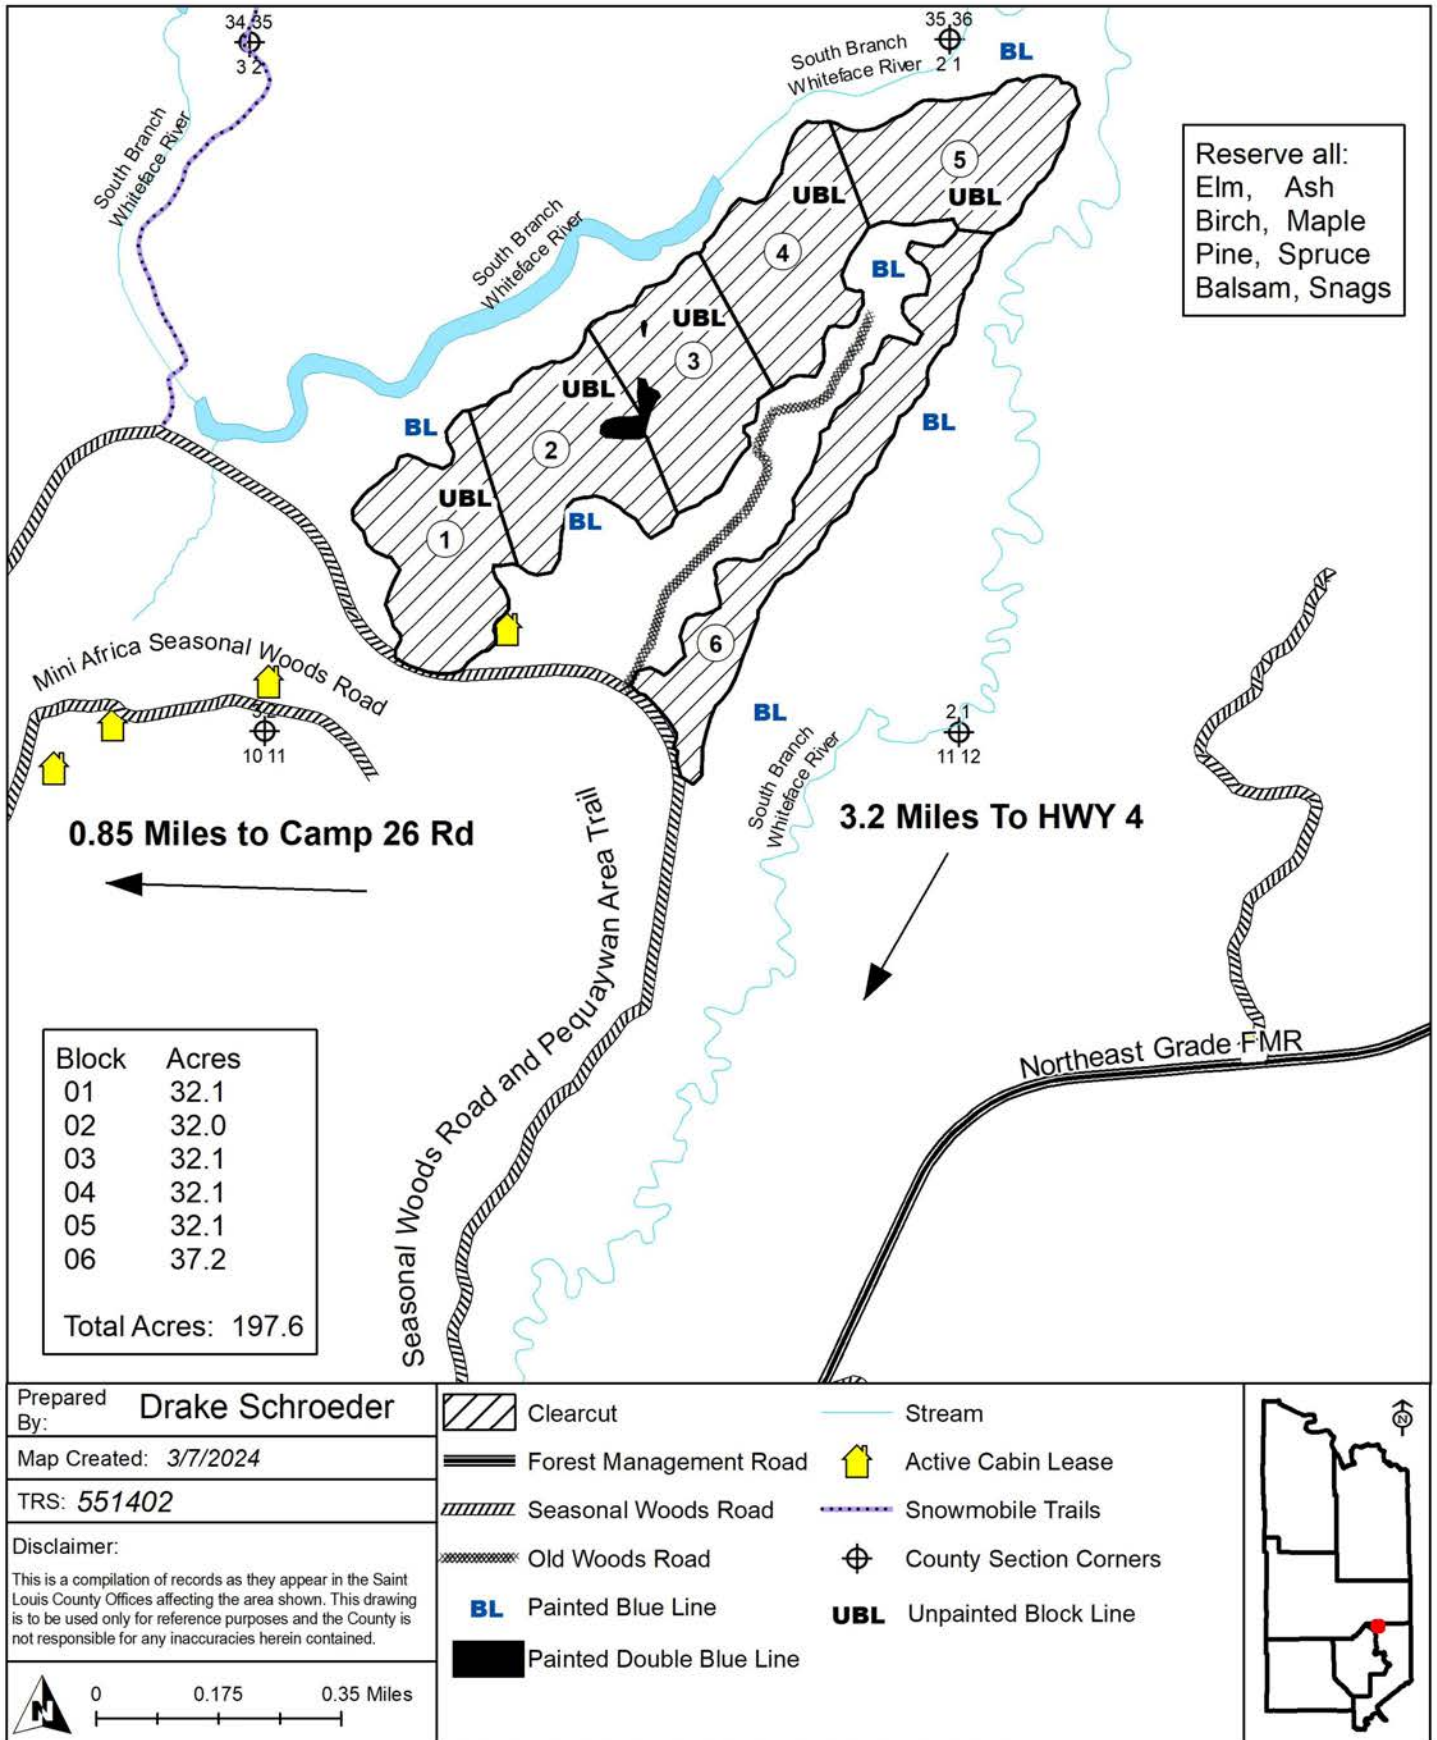 34 35
3 2
35 36
2 1
South Branch
Whiteface River
BL
South Branch
Whiteface River
South Branch
Whiteface River
Reserve all:
Elm, Ash
Birch, Maple
Pine, Spruce
Balsam, Snags
5
UBL
UBL
4
BL
UBL
3
UBL
BL
BL
2
UBL
BL
1
6
Mini Africa Seasonal Woods Road
10 11
BL
2 1
11 12
South Branch
Whiteface River
0.85 Miles to Camp 26 Rd
3.2 Miles To HWY 4
Seasonal Woods Road and Pequaywan Area Trail
Northeast Grade FMR
Block Acres
01 32.1
02 32.0
03 32.1
04 32.1
05 32.1
06 37.2
Total Acres: 197.6
Prepared
By: Drake Schroeder
Map Created: 3/7/2024
TRS: 551402
Disclaimer:
This is a compilation of records as they appear in the Saint
Louis County Offices affecting the area shown. This drawing
is to be used only for reference purposes and the County is
not responsible for any inaccuracies herein contained.
N
0 0.175 0.35 Miles
Clearcut
Forest Management Road
Seasonal Woods Road
Old Woods Road
BL Painted Blue Line
Painted Double Blue Line
Stream
Active Cabin Lease
Snowmobile Trails
County Section Corners
UBL Unpainted Block Line
N